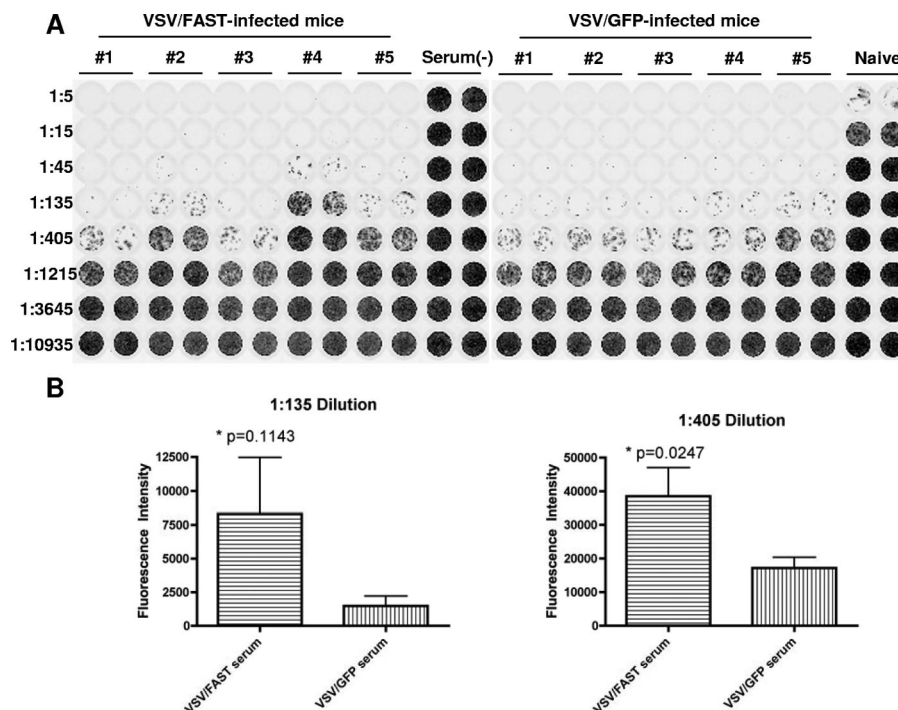 A
VSV/FAST-infected mice
VSV/GFP-infected mice
#1 #2 #3 #4 #5 Serum(-) #1 #2 #3 #4 #5 Naive
1:5
1:15
1:45
1:135
1:405
1:1215
1:3645
1:10935
B
1:135 Dilution
* p=0.1143
Fluorescence Intensity
12500
10000
7500
5000
2500
0
VSV/FAST serum
VSV/GFP serum
1:405 Dilution
* p=0.0247
Fluorescence Intensity
50000
40000
30000
20000
10000
0
VSV/FAST serum
VSV/GFP serum